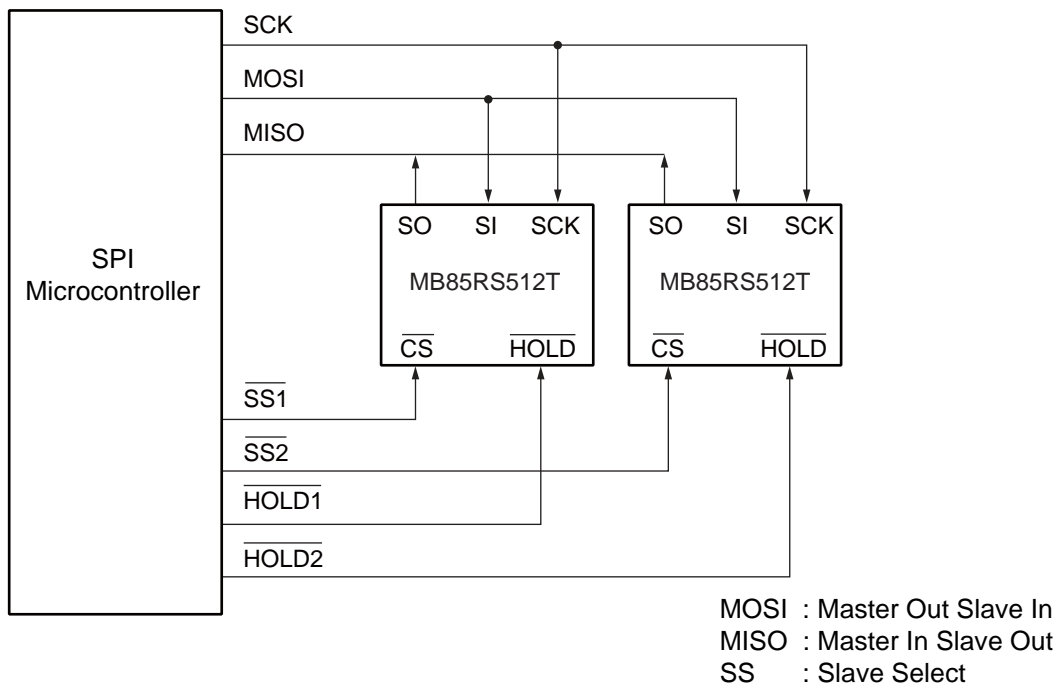 SCK
MOSI
MISO
SO SI SCK
MB85RS512T
CS HOLD
SO SI SCK
MB85RS512T
CS HOLD
SPI
Microcontroller
SS1
SS2
HOLD1
HOLD2
MOSI : Master Out Slave In
MISO : Master In Slave Out
SS : Slave Select